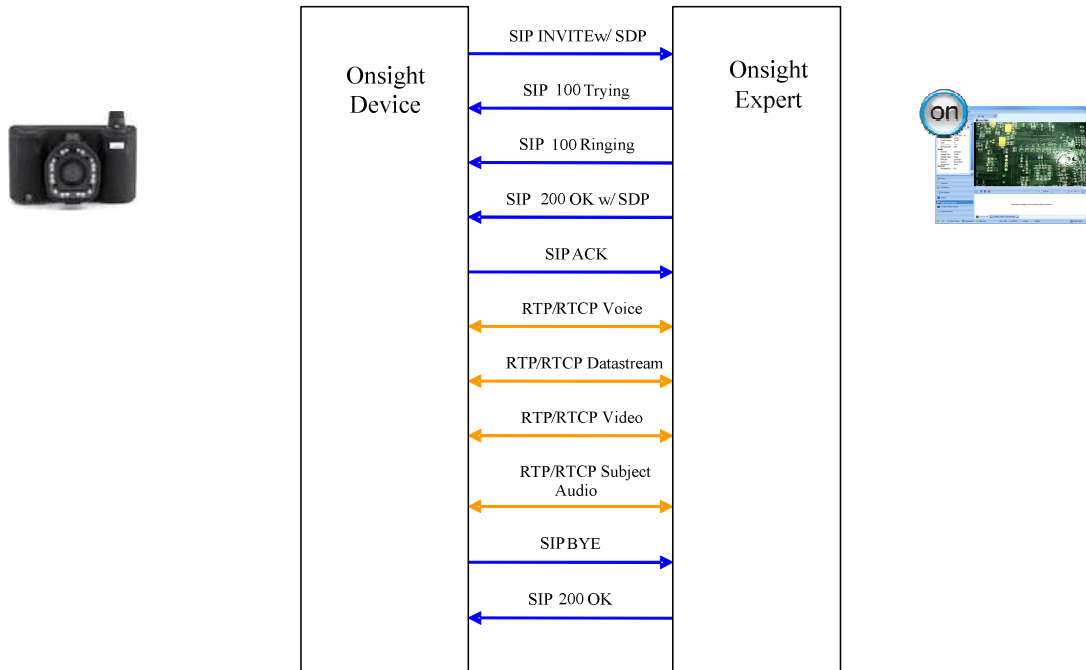 SIP INVITEw/ SDP
Onsight
Device
Onsight
Expert
SIP 100 Trying
on
SIP 100 Ringing
SIP 200 OK w/ SDP
SIP ACK
RTP/RTCP Voice
RTP/RTCP Datastream
RTP/RTCP Video
RTP/RTCP Subject
Audio
SIP BYE
SIP 200 OK